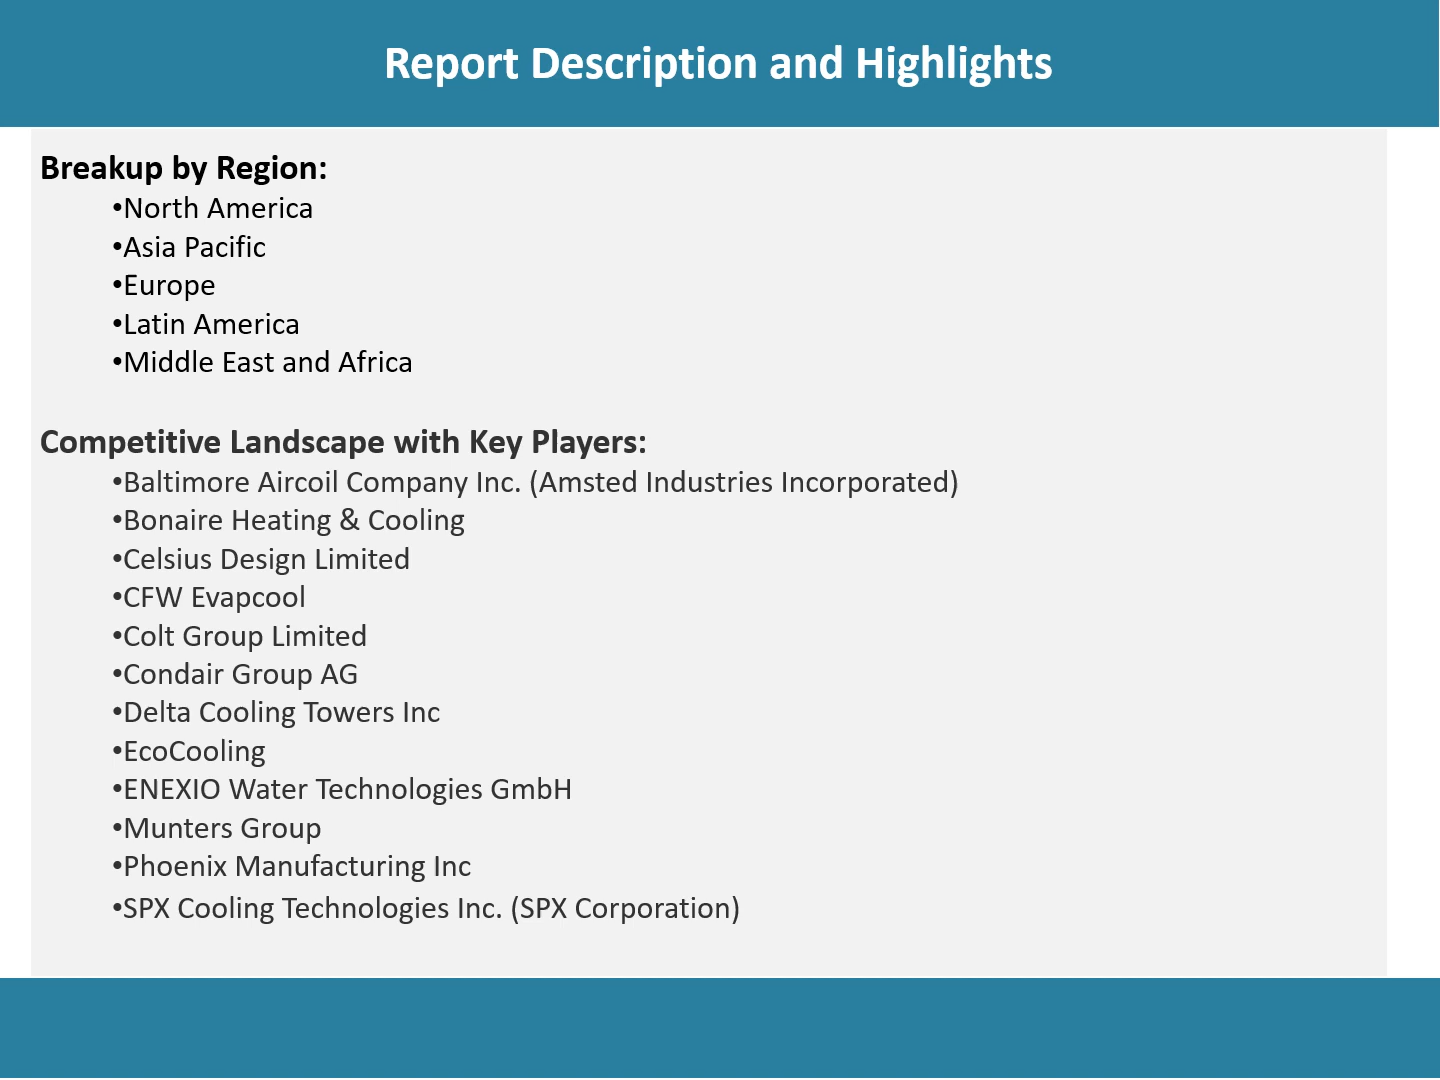 Report Description and Highlights
Breakup by Region:
•North America
•Asia Pacific
•Europe
•Latin America
•Middle East and Africa
Competitive Landscape with Key Players:
•Baltimore Aircoil Company Inc. (Amsted Industries Incorporated)
•Bonaire Heating & Cooling
•Celsius Design Limited
•CFW Evapcool
•Colt Group Limited
•Condair Group AG
•Delta Cooling Towers Inc
•EcoCooling
•ENEXIO Water Technologies GmbH
•Munters Group
•Phoenix Manufacturing Inc
•SPX Cooling Technologies Inc. (SPX Corporation)